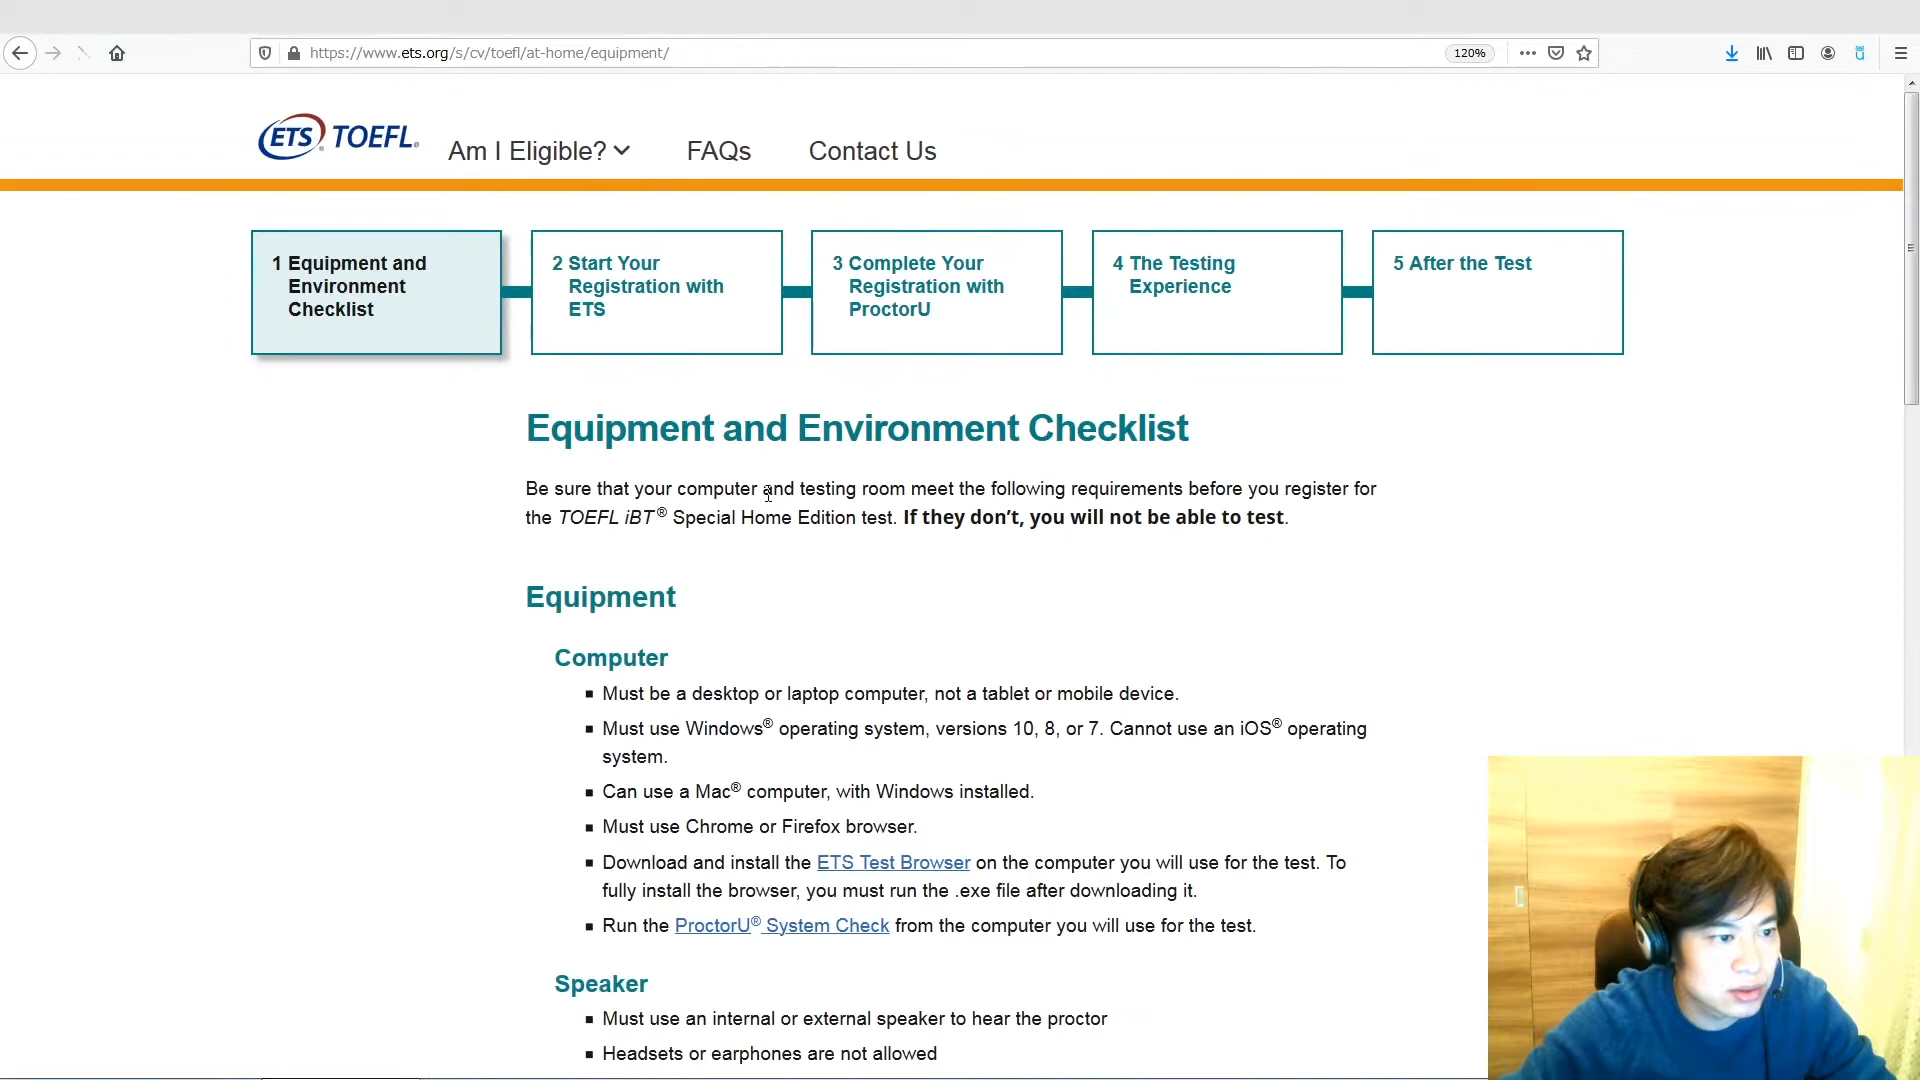 https://www.ets.org/s/cv/toefl/at-home/equipment/
120%
ETS® TOEFL®
Am I Eligible?
FAQs
Contact Us
1 Equipment and
Environment
Checklist
2 Start Your
Registration with
ETS
3 Complete Your
Registration with
ProctorU
4 The Testing
Experience
5 After the Test
Equipment and Environment Checklist
Be sure that your computer and testing room meet the following requirements before you register for
the TOEFL iBT® Special Home Edition test. If they don’t, you will not be able to test.
Equipment
Computer
Must be a desktop or laptop computer, not a tablet or mobile device.
Must use Windows® operating system, versions 10, 8, or 7. Cannot use an iOS® operating
system.
Can use a Mac® computer, with Windows installed.
Must use Chrome or Firefox browser.
Download and install the ETS Test Browser on the computer you will use for the test. To
fully install the browser, you must run the .exe file after downloading it.
Run the ProctorU® System Check from the computer you will use for the test.
Speaker
Must use an internal or external speaker to hear the proctor
Headsets or earphones are not allowed